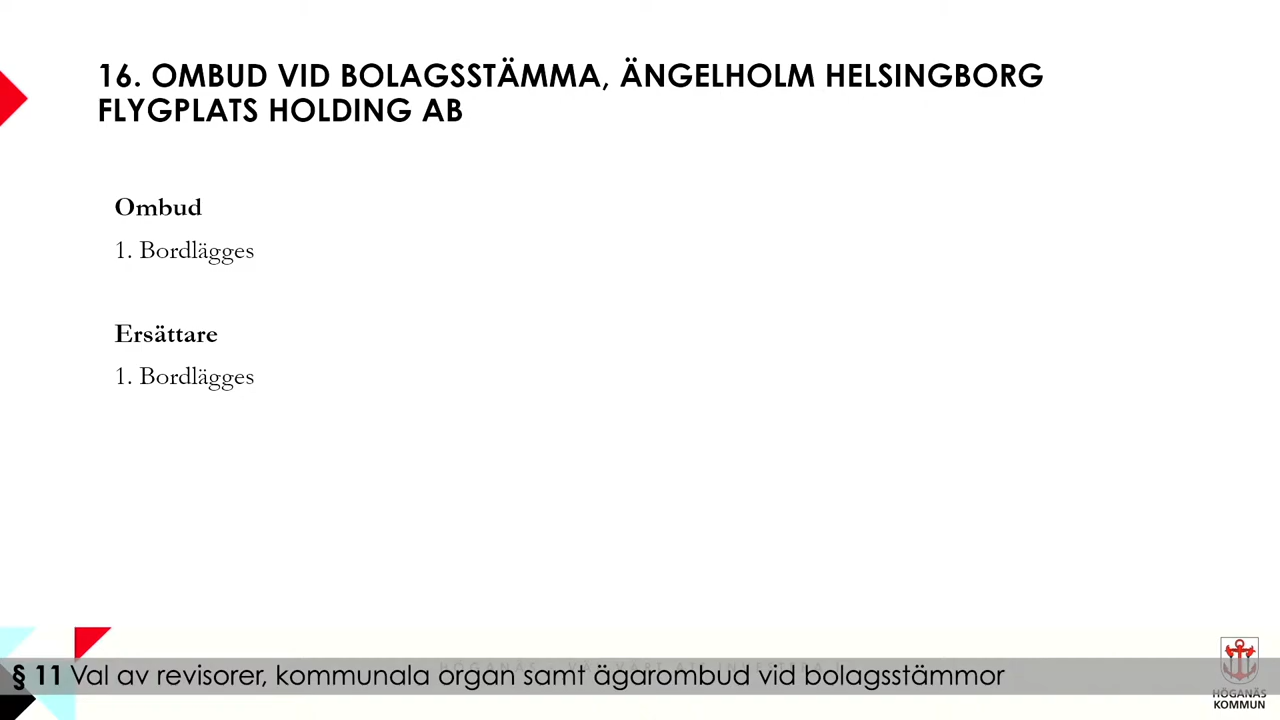 16. OMBUD VID BOLAGSSTÄMMA, ÄNGELHOLM HELSINGBORG
FLYGPLATS HOLDING AB
Ombud
1. Bordlägges
Ersättare
1. Bordlägges
§ 11 Val av revisorer, kommunala organ samt ägarombud vid bolagsstämmor
HÖGANÄS
KOMMUN